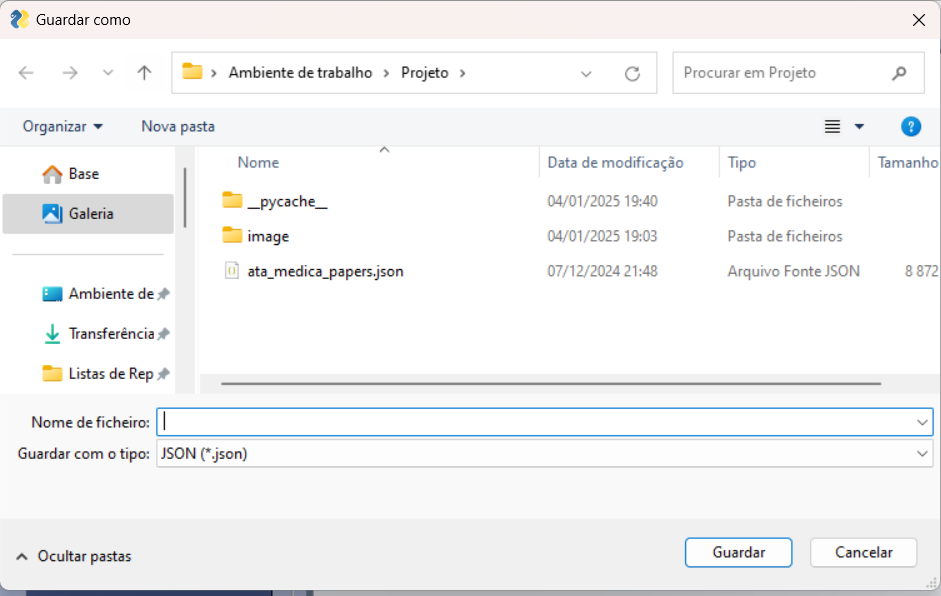 Guardar como
Ambiente de trabalho > Projeto >
Procurar em Projeto
Organizar
Nova pasta
?
Nome
Data de modificação
Tipo
Tamanho
Base
Galeria
Ambiente de
Transferência
Listas de Rep
__pycache__
04/01/2025 19:40
Pasta de ficheiros
image
04/01/2025 19:03
Pasta de ficheiros
ata_medica_papers.json
07/12/2024 21:48
Arquivo Fonte JSON
8 872
Nome de ficheiro:
Guardar com o tipo:
JSON (*.json)
Ocultar pastas
Guardar
Cancelar